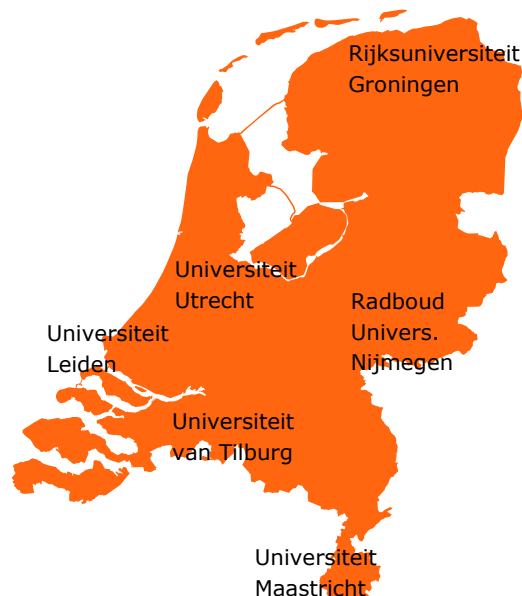 Rijksuniversiteit
Groningen
Universiteit
Utrecht
Radboud
Univers.
Nijmegen
Universiteit
Leiden
Universiteit
van Tilburg
Universiteit
Maastricht